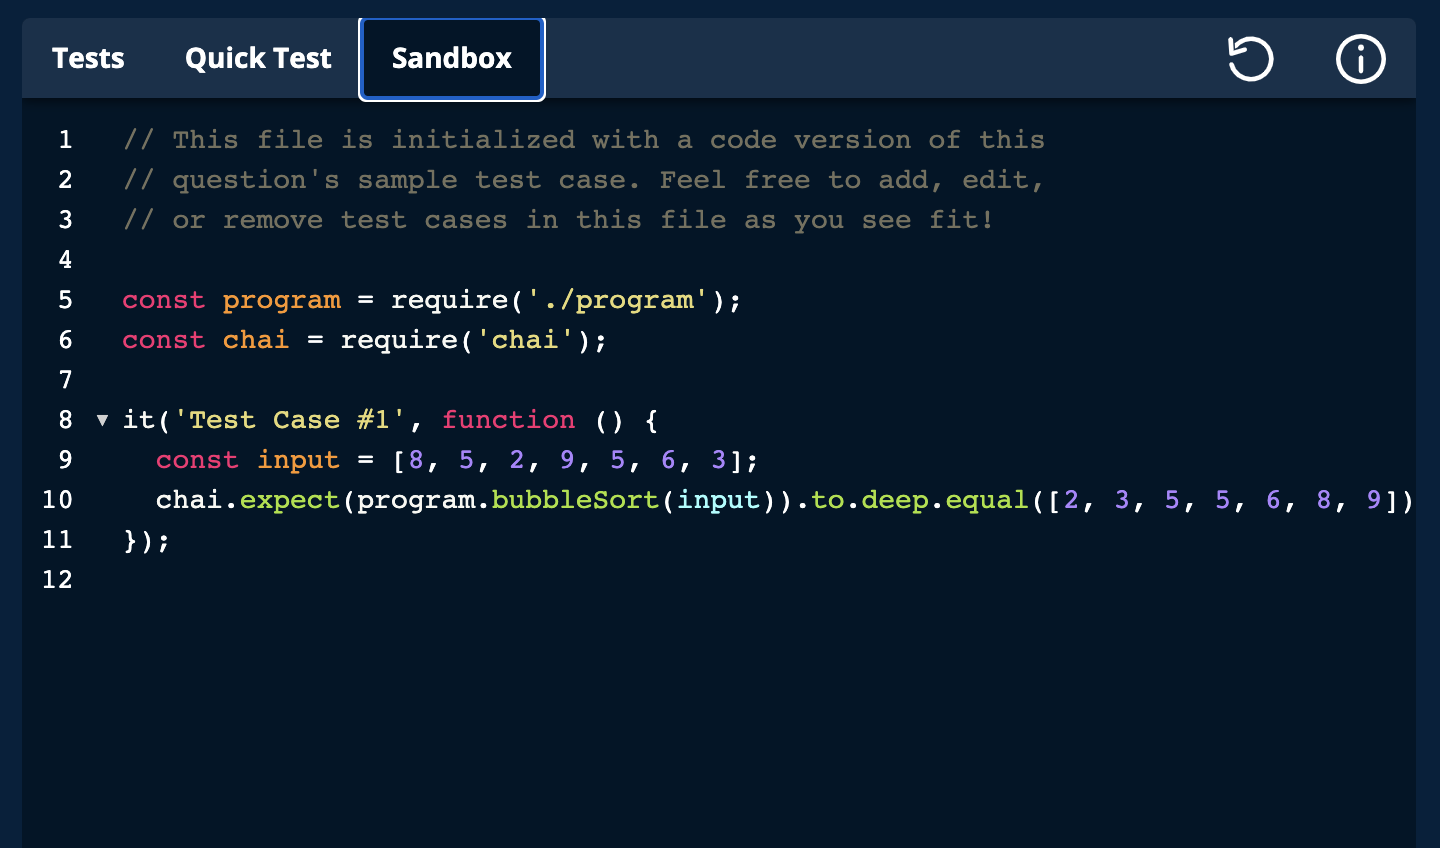 Tests Quick Test Sandbox
1 // This file is initialized with a code version of this
2 // question's sample test case. Feel free to add, edit,
3 // or remove test cases in this file as you see fit!
4
5 const program = require('./program');
6 const chai = require('chai');
7
8 it('Test Case #1', function () {
9 const input = [8, 5, 2, 9, 5, 6, 3];
10 chai.expect(program.bubbleSort(input)).to.deep.equal([2, 3, 5, 5, 6, 8, 9])
11 });
12